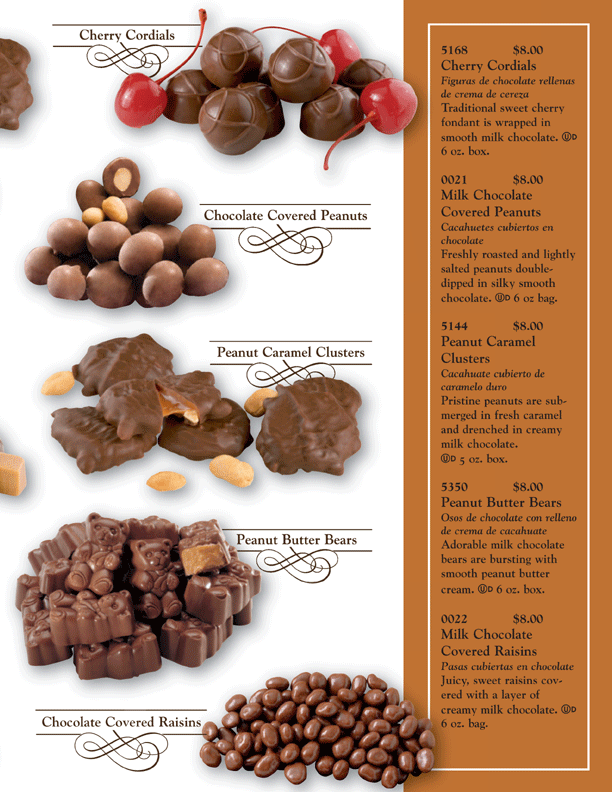 Cherry Cordials
Chocolate Covered Peanuts
Peanut Caramel Clusters
Peanut Butter Bears
Chocolate Covered Raisins
5168 $8.00
Cherry Cordials
Figuras de chocolate rellenas
de crema de cereza
Traditional sweet cherry
fondant is wrapped in
smooth milk chocolate. ⓊD
6 oz. box.
0021 $8.00
Milk Chocolate
Covered Peanuts
Cacahuetes cubiertos en
chocolate
Freshly roasted and lightly
salted peanuts double-
dipped in silky smooth
chocolate. ⓊD 6 oz bag.
5144 $8.00
Peanut Caramel
Clusters
Cacahuate cubierto de
caramelo duro
Pristine peanuts are sub-
merged in fresh caramel
and drenched in creamy
milk chocolate.
ⓊD 5 oz. box.
5350 $8.00
Peanut Butter Bears
Osos de chocolate con relleno
de crema de cacahuate
Adorable milk chocolate
bears are bursting with
smooth peanut butter
cream. ⓊD 6 oz. box.
0022 $8.00
Milk Chocolate
Covered Raisins
Pasas cubiertas en chocolate
Juicy, sweet raisins cov-
ered with a layer of
creamy milk chocolate. ⓊD
6 oz. bag.